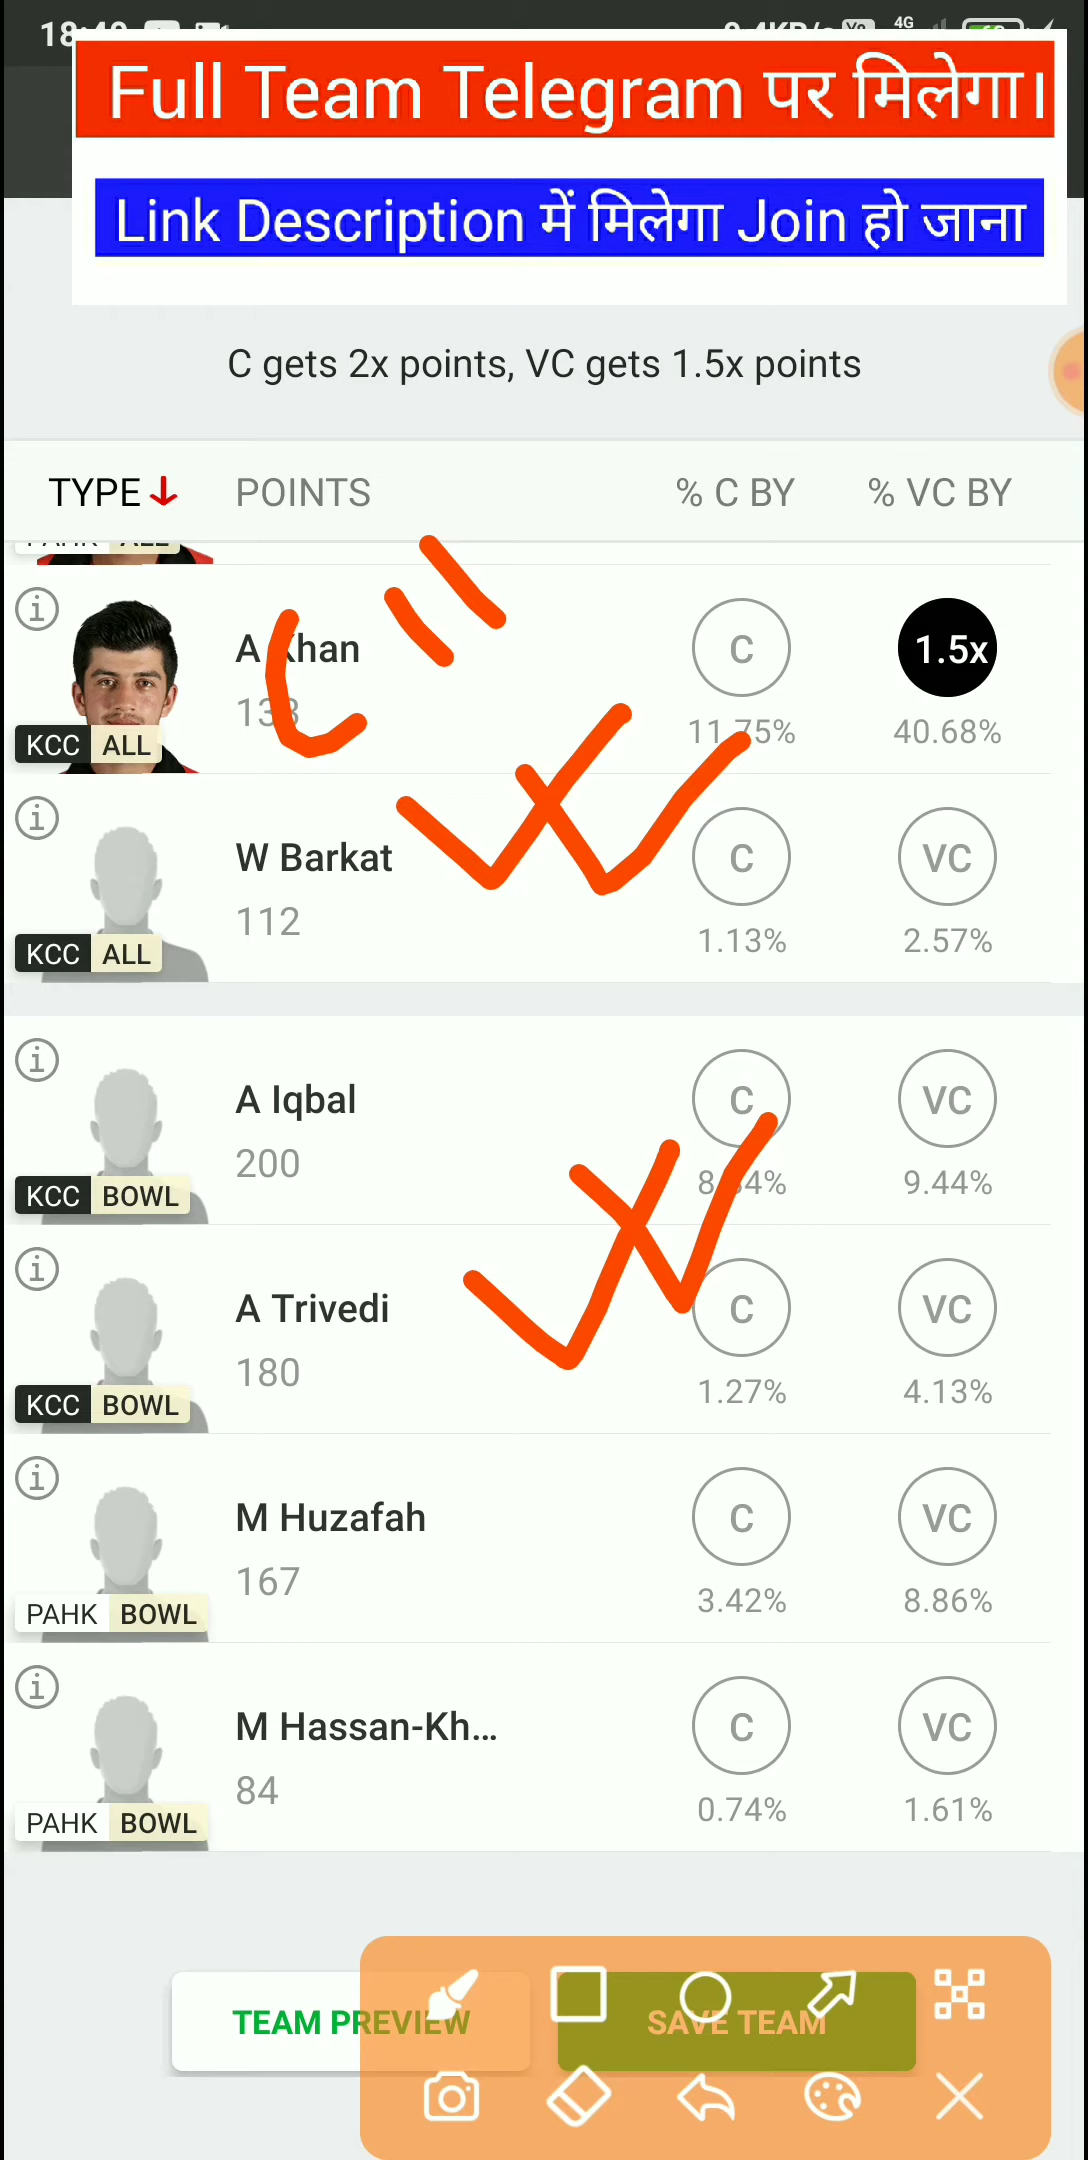 Full Team Telegram पर मिलेगा।
Link Description में मिलेगा Join हो जाना
C gets 2x points, VC gets 1.5x points
TYPE POINTS % C BY % VC BY
A Khan C 1.5x
11.75% 40.68%
KCC ALL
W Barkat C VC
112 1.13% 2.57%
KCC ALL
A Iqbal C VC
200 9.44%
KCC BOWL
A Trivedi C VC
180 1.27% 4.13%
KCC BOWL
M Huzafah C VC
167 3.42% 8.86%
PAHK BOWL
M Hassan-Kh... C VC
84 0.74% 1.61%
PAHK BOWL
TEAM PREVIEW SAVE TEAM